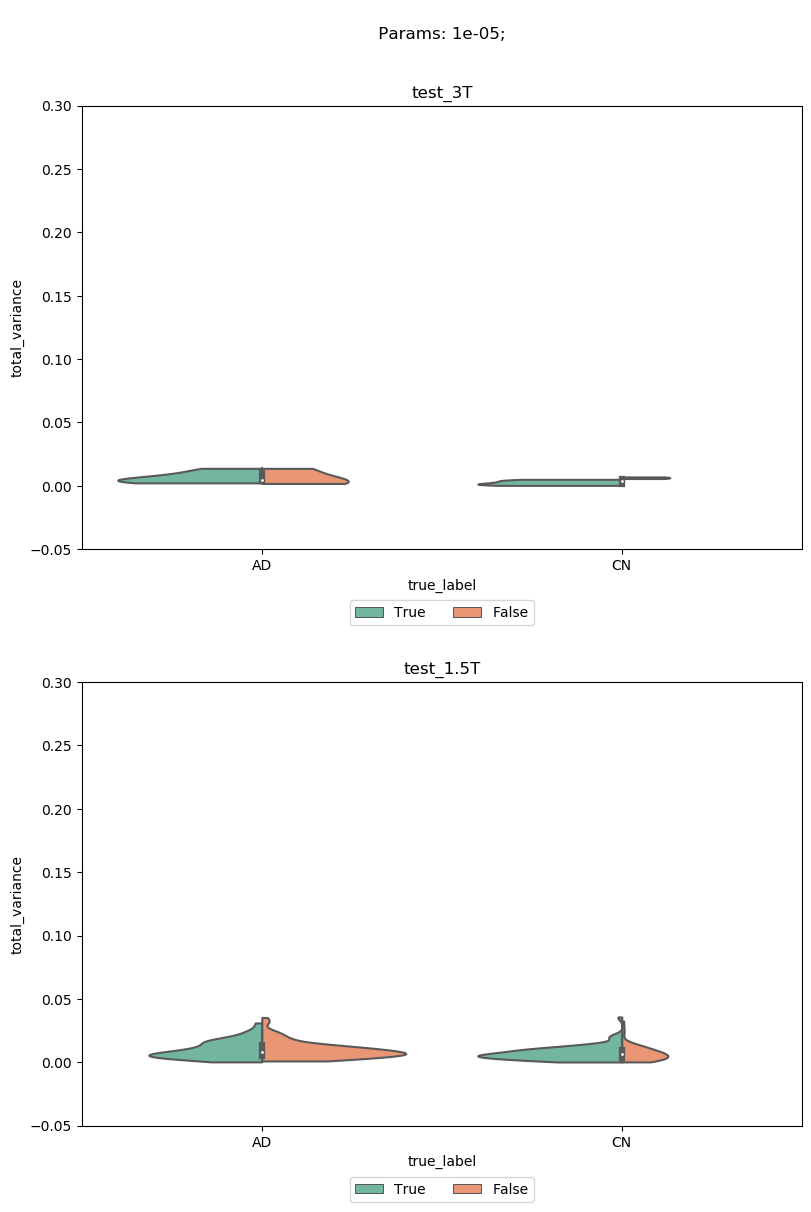 Params: 1e-05;
test_3T
0.30
0.25
0.20
0.15
0.10
0.05
0.00
−0.05
total_variance
AD CN
true_label
True False
test_1.5T
0.30
0.25
0.20
0.15
0.10
0.05
0.00
−0.05
total_variance
AD CN
true_label
True False